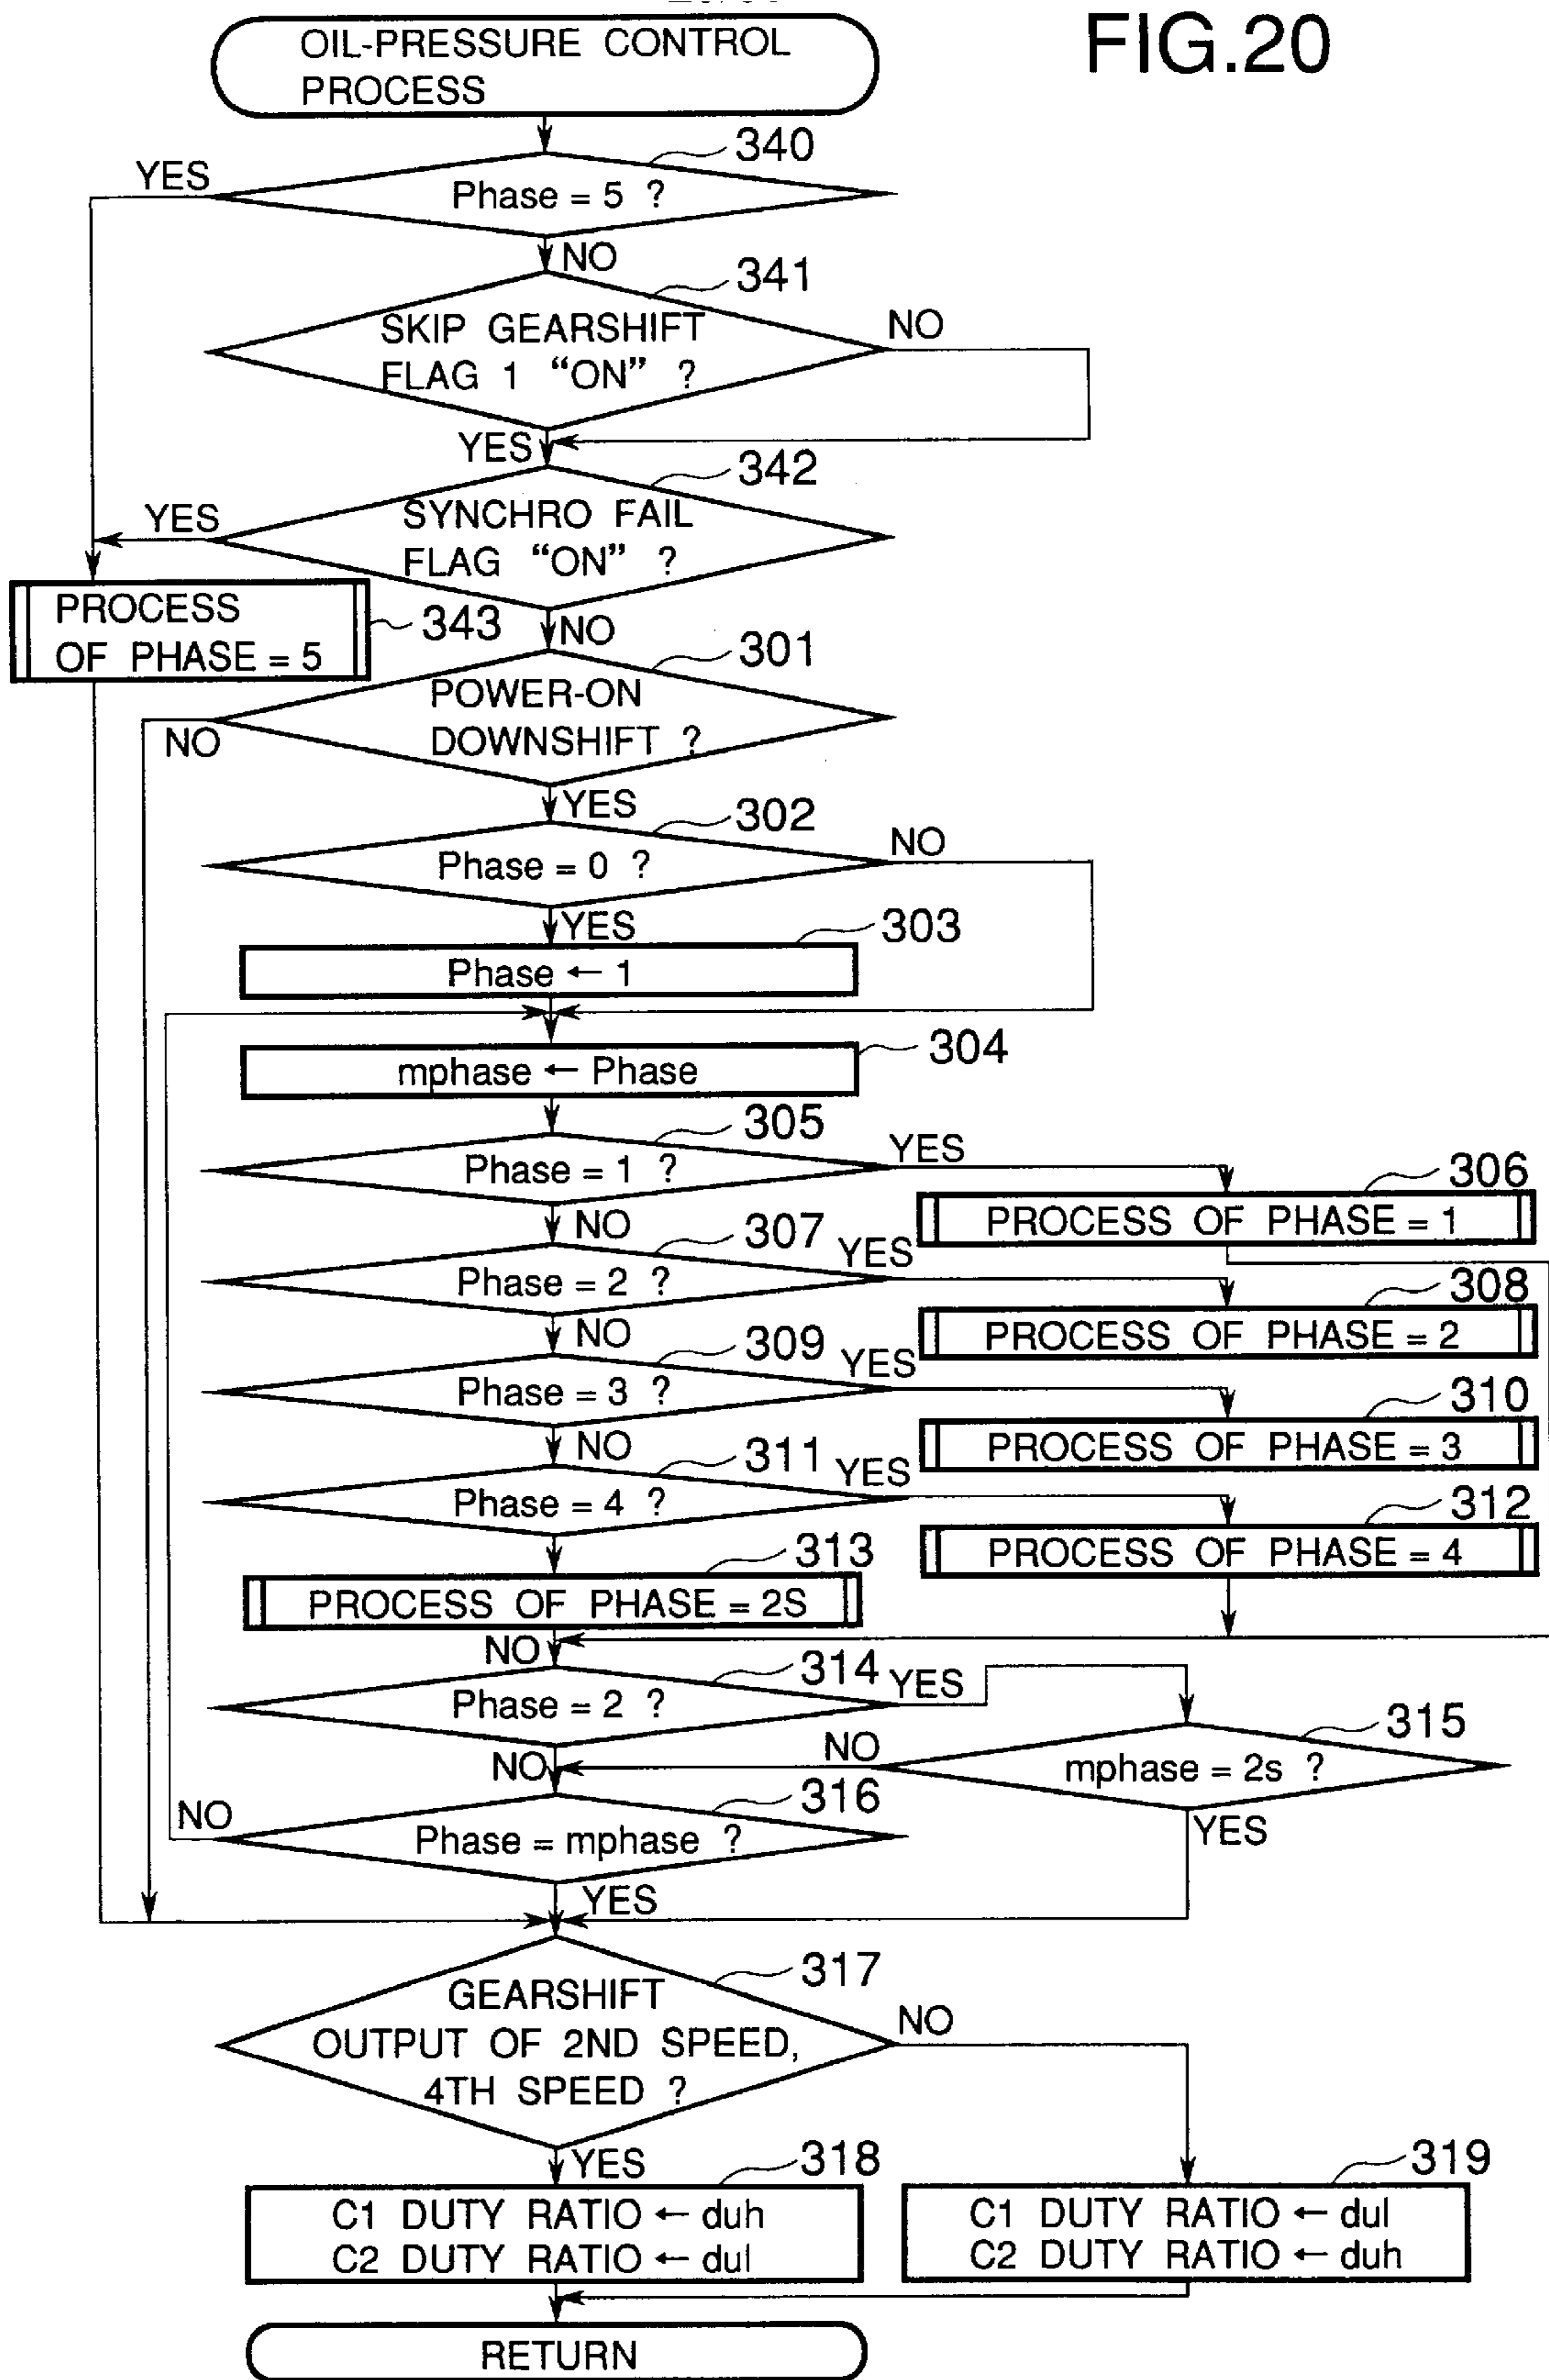 FIG.20
OIL-PRESSURE CONTROL
PROCESS
340
YES
Phase = 5 ?
NO
341
SKIP GEARSHIFT
FLAG 1 “ON” ?
NO
YES
342
SYNCHRO FAIL
FLAG “ON” ?
YES
PROCESS
OF PHASE = 5
343
NO
301
POWER-ON
DOWNSHIFT ?
NO
YES
302
Phase = 0 ?
NO
YES
303
Phase ← 1
304
mphase ← Phase
305
Phase = 1 ?
YES
306
PROCESS OF PHASE = 1
NO
307
Phase = 2 ?
YES
308
PROCESS OF PHASE = 2
NO
309
Phase = 3 ?
YES
310
PROCESS OF PHASE = 3
NO
311
Phase = 4 ?
YES
312
PROCESS OF PHASE = 4
313
PROCESS OF PHASE = 2S
NO
314
Phase = 2 ?
YES
315
mphase = 2s ?
NO
YES
NO
316
Phase = mphase ?
NO
YES
317
GEARSHIFT
OUTPUT OF 2ND SPEED,
4TH SPEED ?
NO
YES
318
C1 DUTY RATIO ← duh
C2 DUTY RATIO ← dul
319
C1 DUTY RATIO ← dul
C2 DUTY RATIO ← duh
RETURN